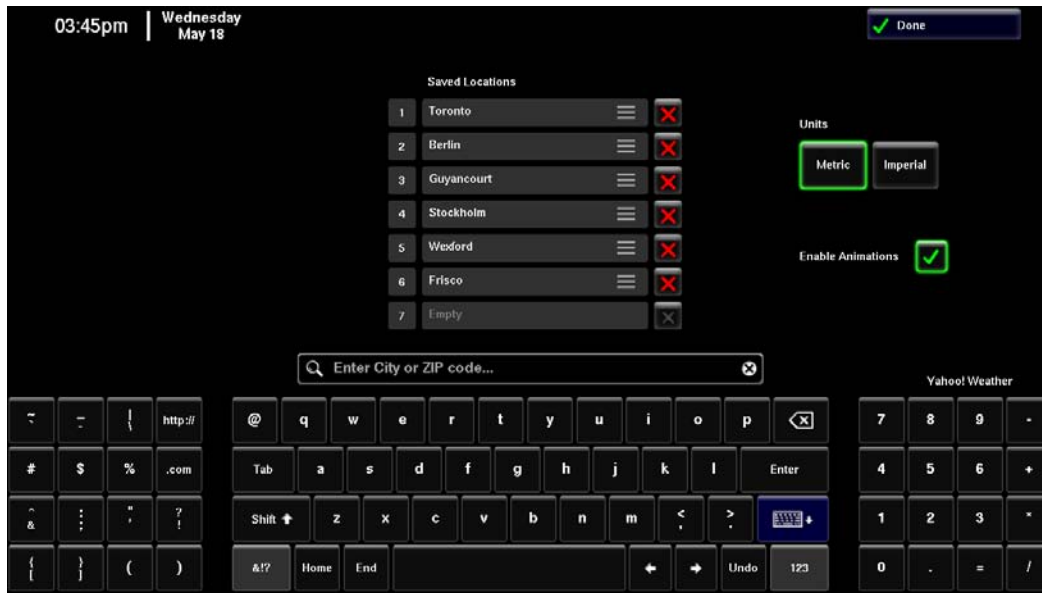 03:45pm
Wednesday
May 18
Done
Saved Locations
1 Toronto
2 Berlin
3 Guyancourt
4 Stockholm
5 Wexford
6 Frisco
7 Empty
Units
Metric Imperial
Enable Animations
Enter City or ZIP code...
Yahoo! Weather
@ q w e r t y u i o p
http://
7 8 9 -
# $ % .com
Tab a s d f g h j k l Enter
4 5 6 +
^ : " ?
& ; ' !
Shift z x c v b n m < >
, .
1 2 3 *
{ } ( )
[ ]
&!? Home End Undo 123
0 . = /